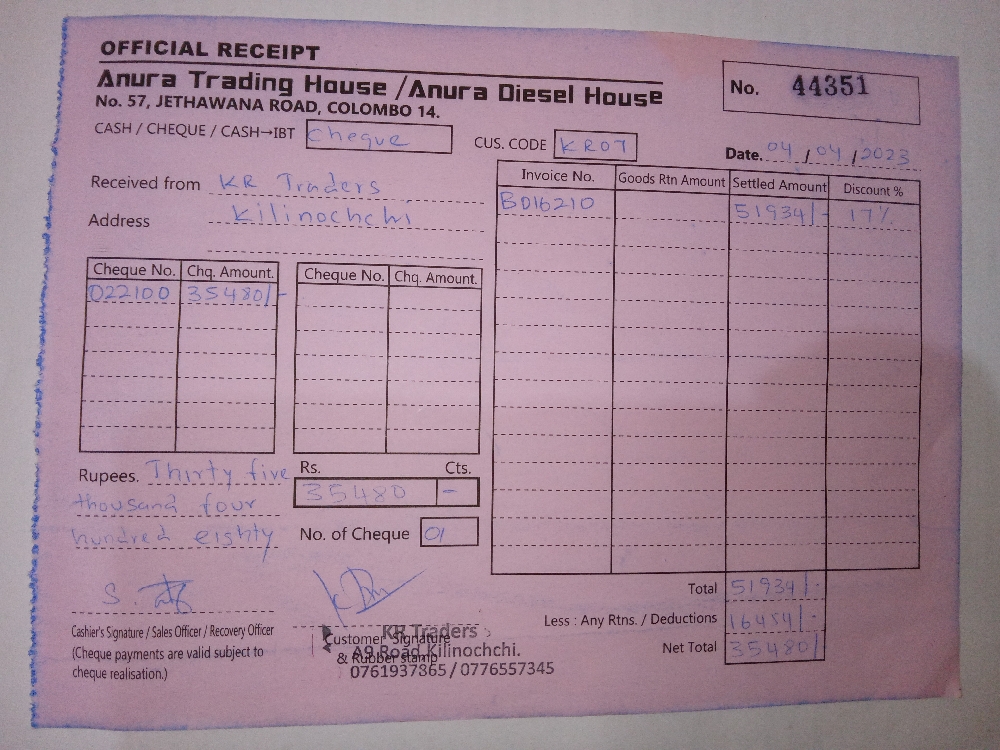 OFFICIAL RECEIPT
Anura Trading House / Anura Diesel House
No. 57, JETHAWANA ROAD, COLOMBO 14.
No. 44351
CASH / CHEQUE / CASH→IBT Cheque
CUS. CODE KR07
Date. 04 / 04 / 2023
Received from KR Traders
Address Kilinochchi
Invoice No. Goods Rtn Amount Settled Amount Discount %
BD16210 51934/- 17%
Cheque No. Chq. Amount. Cheque No. Chq. Amount.
022100 35480/-
Rupees. Thirty five
thousand four
hundred eighty
Rs. Cts.
35480 -
No. of Cheque 01
Total 51934/-
Less : Any Rtns. / Deductions 16454/-
Net Total 35480/
Cashier's Signature / Sales Officer / Recovery Officer
(Cheque payments are valid subject to
cheque realisation.)
Customer Signature
& Rubber stamp
KR Traders
A9 Road Kilinochchi.
0761937865 / 0776557345